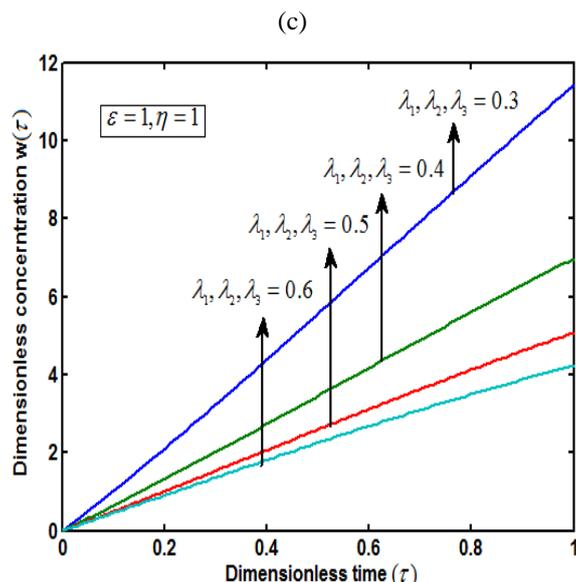 (c)
12
10
8
6
4
2
0
ε = 1, η = 1
λ₁, λ₂, λ₃ = 0.3
λ₁, λ₂, λ₃ = 0.4
λ₁, λ₂, λ₃ = 0.5
λ₁, λ₂, λ₃ = 0.6
Dimensionless concerntration w(τ)
0 0.2 0.4 0.6 0.8 1
Dimensionless time (τ)